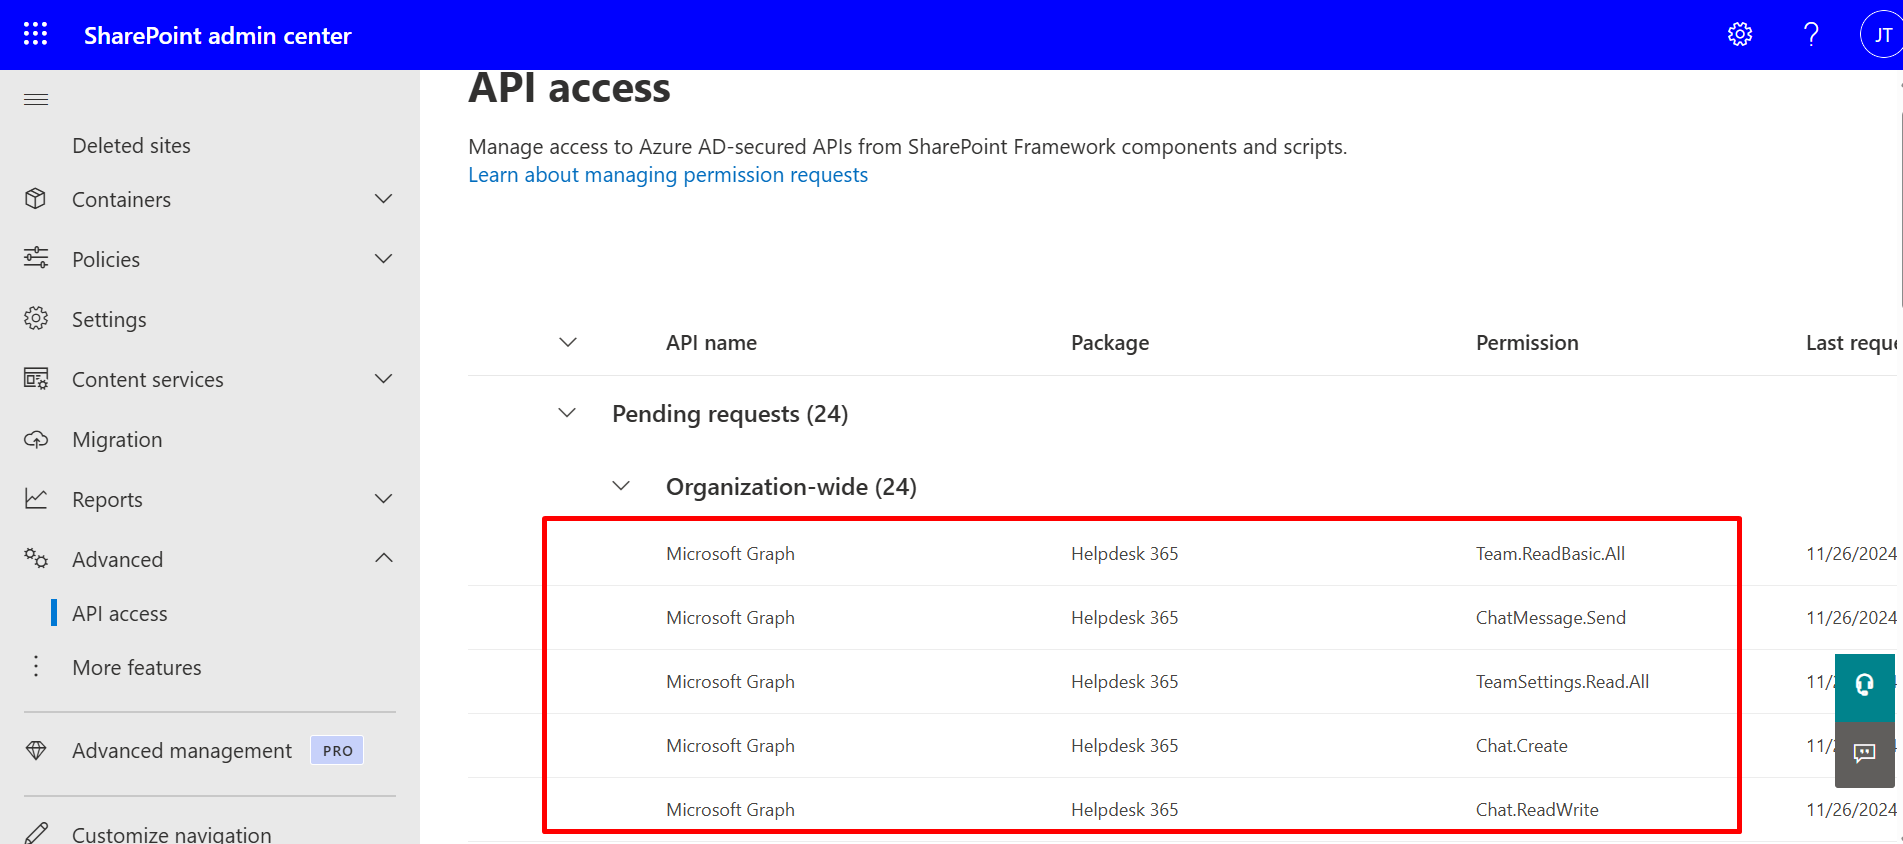 SharePoint admin center
JT
API access
Manage access to Azure AD-secured APIs from SharePoint Framework components and scripts.
Learn about managing permission requests
Deleted sites
Containers
Policies
Settings
Content services
Migration
Reports
Advanced
API access
More features
Advanced management PRO
Customize navigation
API name Package Permission Last reque
Pending requests (24)
Organization-wide (24)
Microsoft Graph Helpdesk 365 Team.ReadBasic.All 11/26/2024
Microsoft Graph Helpdesk 365 ChatMessage.Send 11/26/2024
Microsoft Graph Helpdesk 365 TeamSettings.Read.All
Microsoft Graph Helpdesk 365 Chat.Create
Microsoft Graph Helpdesk 365 Chat.ReadWrite 11/26/2024